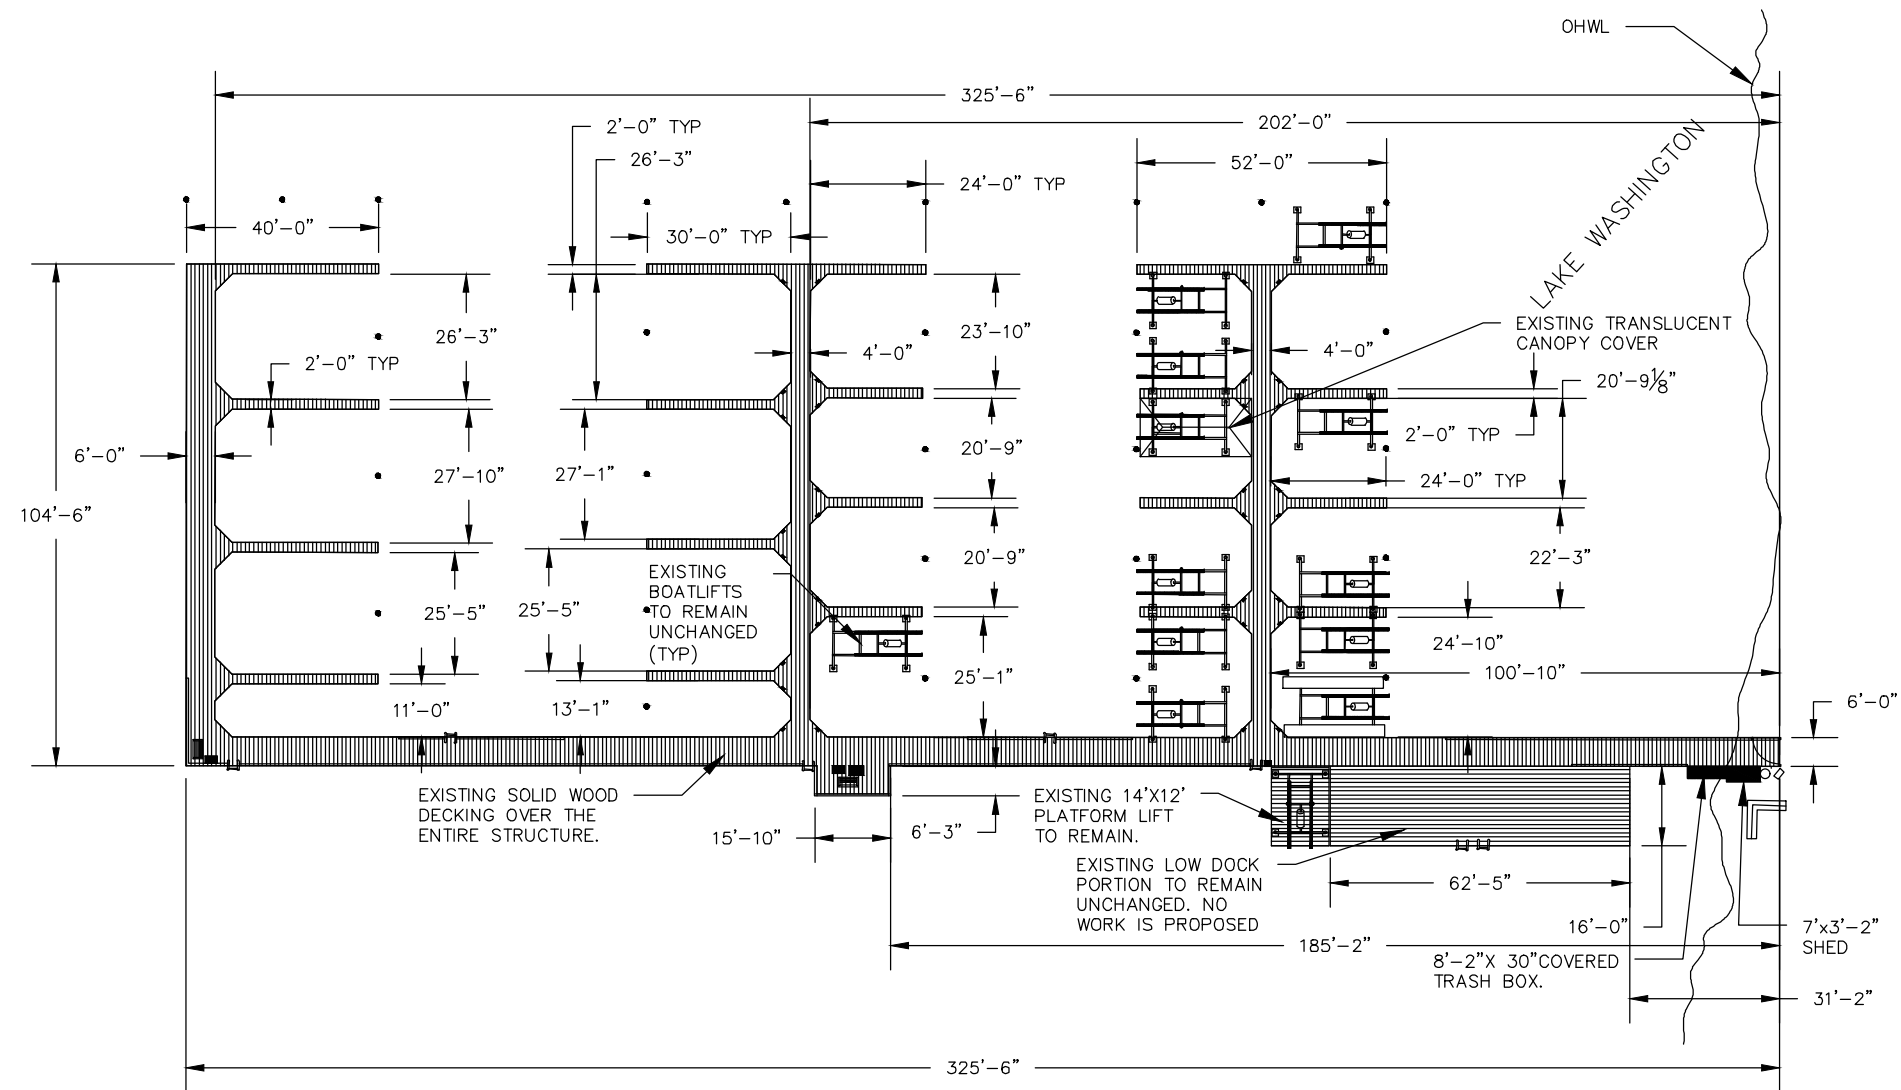 OHWL
325'-6"
202'-0"
2'-0" TYP
26'-3"
52'-0"
24'-0" TYP
40'-0"
30'-0" TYP
LAKE WASHINGTON
26'-3"
23'-10"
EXISTING TRANSLUCENT
CANOPY COVER
2'-0" TYP
4'-0"
4'-0"
20'-9⅛"
2'-0" TYP
6'-0"
27'-10"
27'-1"
20'-9"
24'-0" TYP
104'-6"
20'-9"
22'-3"
EXISTING
BOATLIFTS
TO REMAIN
UNCHANGED
(TYP)
25'-5"
25'-5"
24'-10"
25'-1"
100'-10"
11'-0"
13'-1"
6'-0"
EXISTING SOLID WOOD
DECKING OVER THE
ENTIRE STRUCTURE.
15'-10"
6'-3"
EXISTING 14'X12'
PLATFORM LIFT
TO REMAIN.
EXISTING LOW DOCK
PORTION TO REMAIN
UNCHANGED. NO
WORK IS PROPOSED
62'-5"
16'-0"
7'x3'-2"
SHED
185'-2"
8'-2"X 30"COVERED
TRASH BOX.
31'-2"
325'-6"